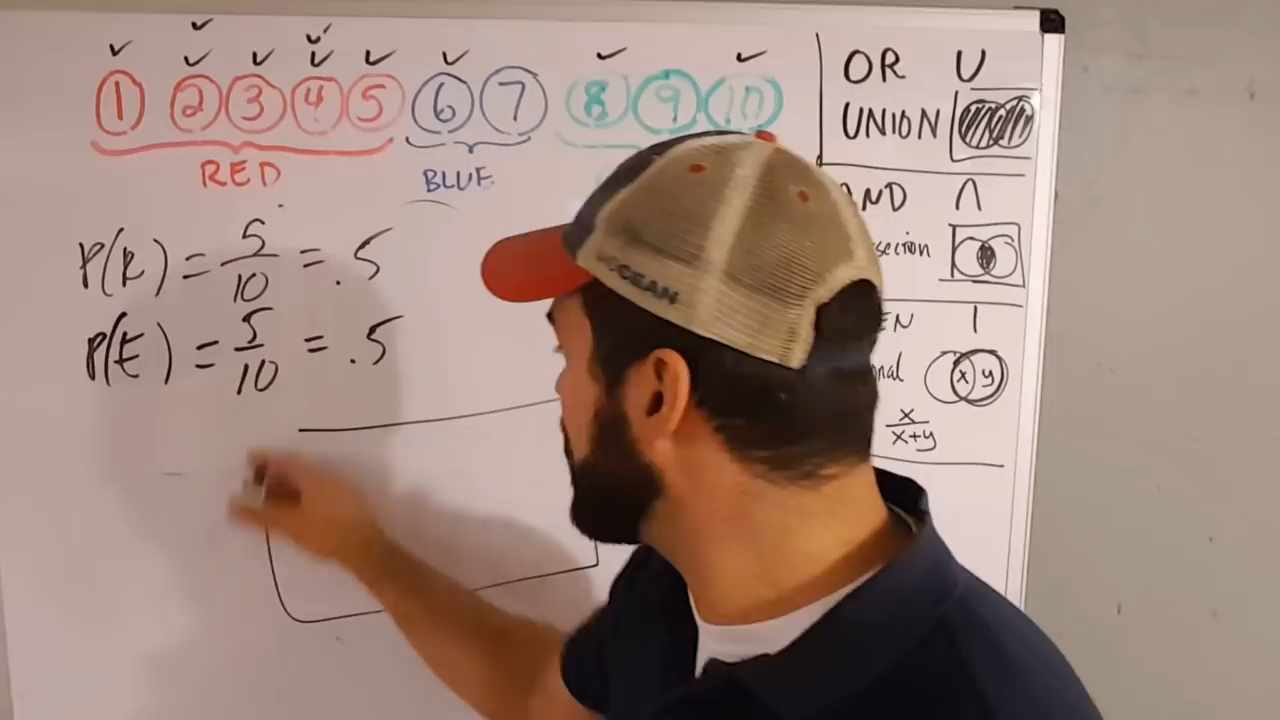 1 2 3 4 5 6 7 8 9 10
RED
BLUE
P(R) = 5/10 = .5
P(E) = 5/10 = .5
OR U
UNION
∩
|
x y
x/x+y
OCEAN